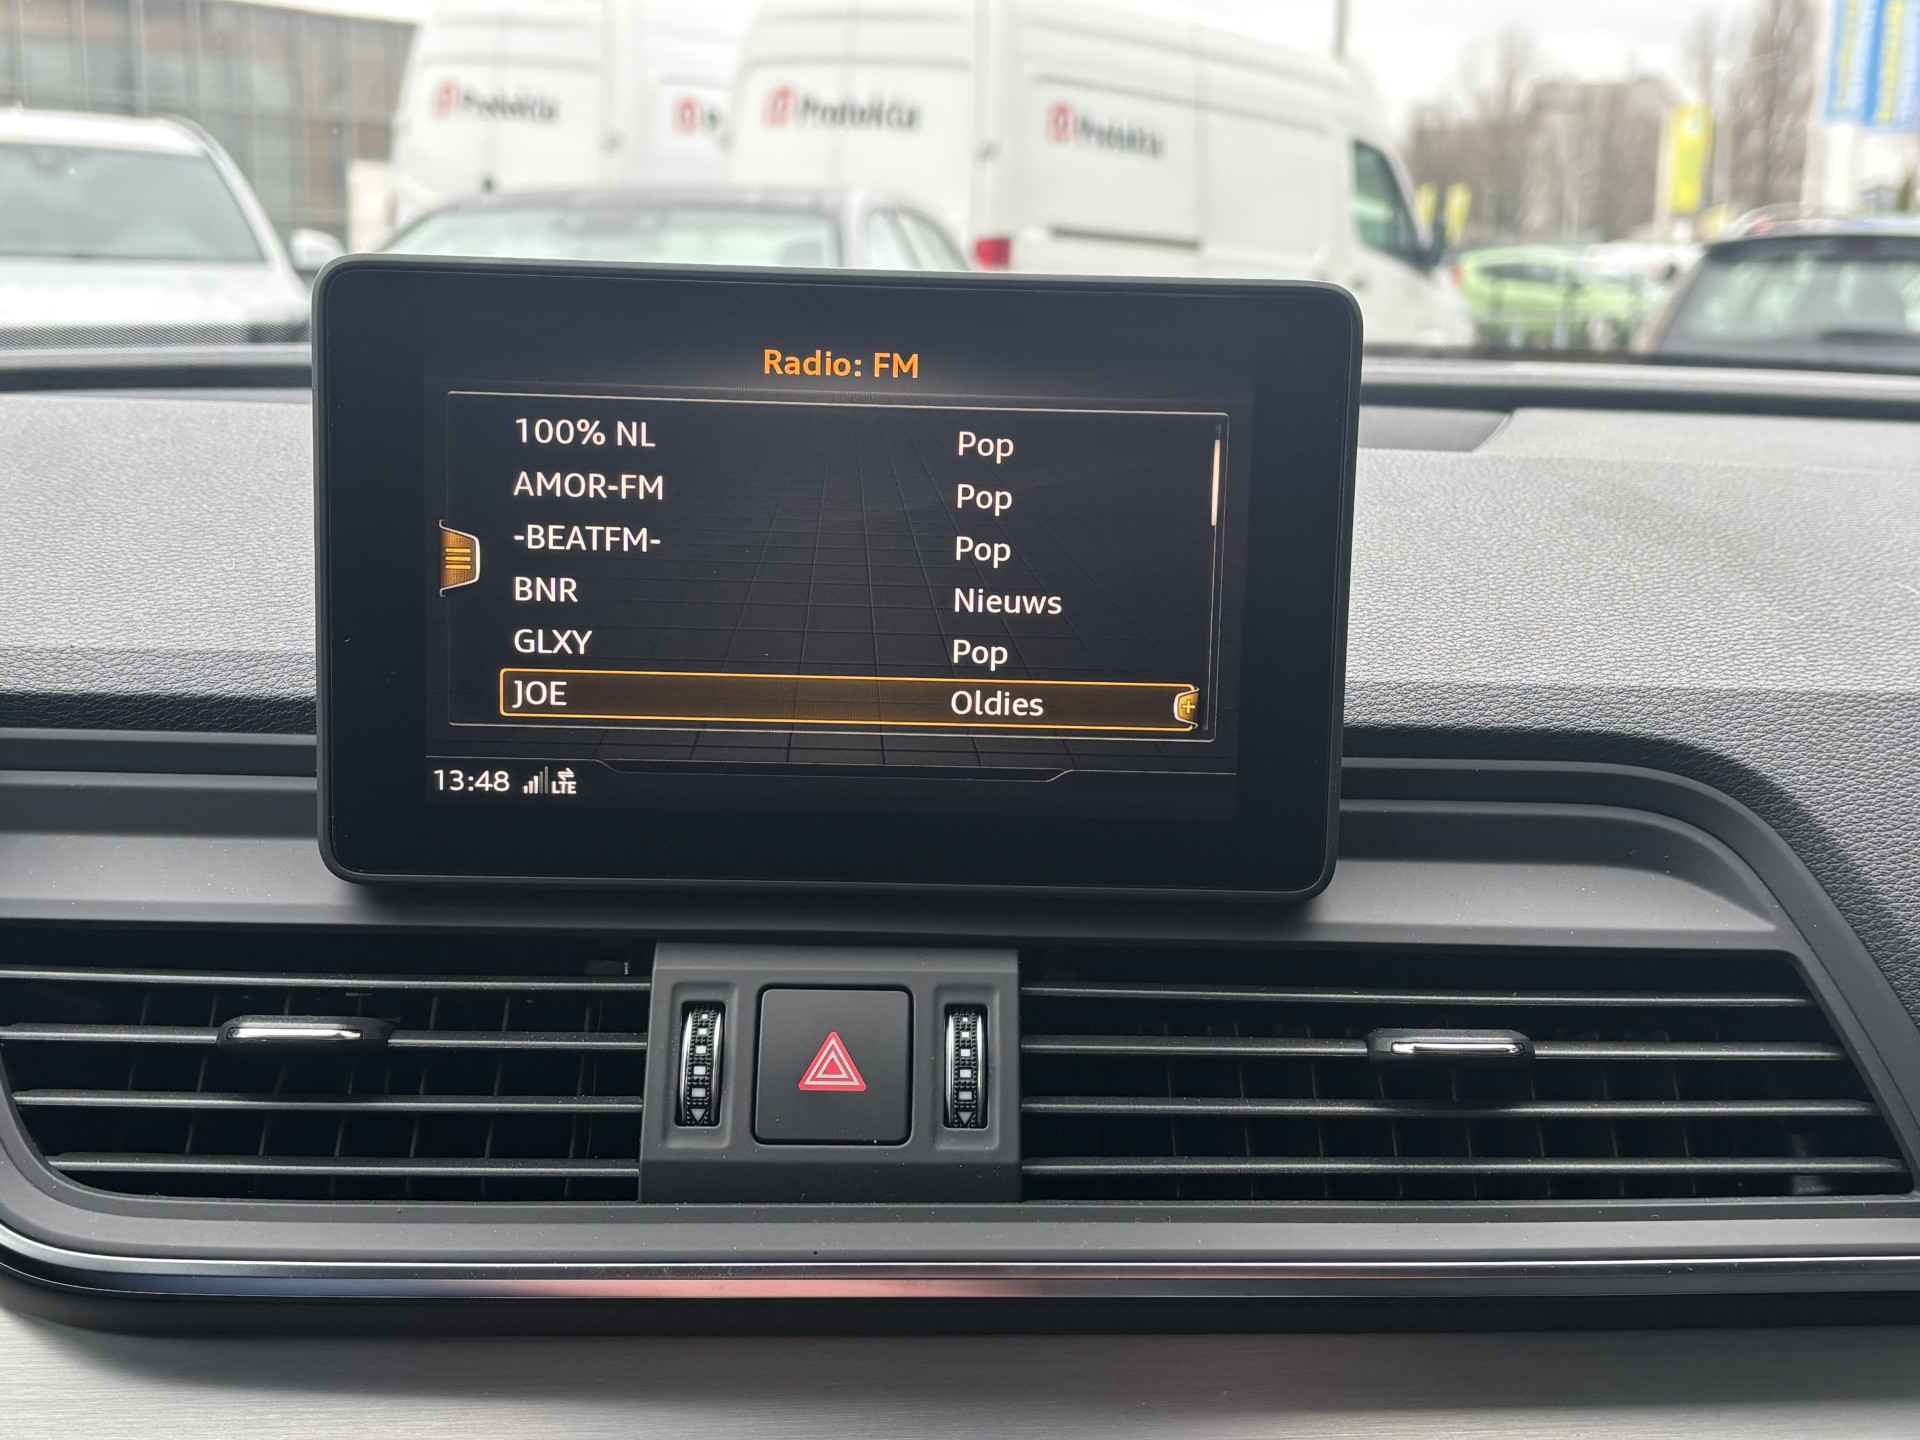 Radio: FM
100% NL Pop
AMOR-FM Pop
-BEATFM- Pop
BNR Nieuws
GLXY Pop
JOE Oldies
13:48 LTE